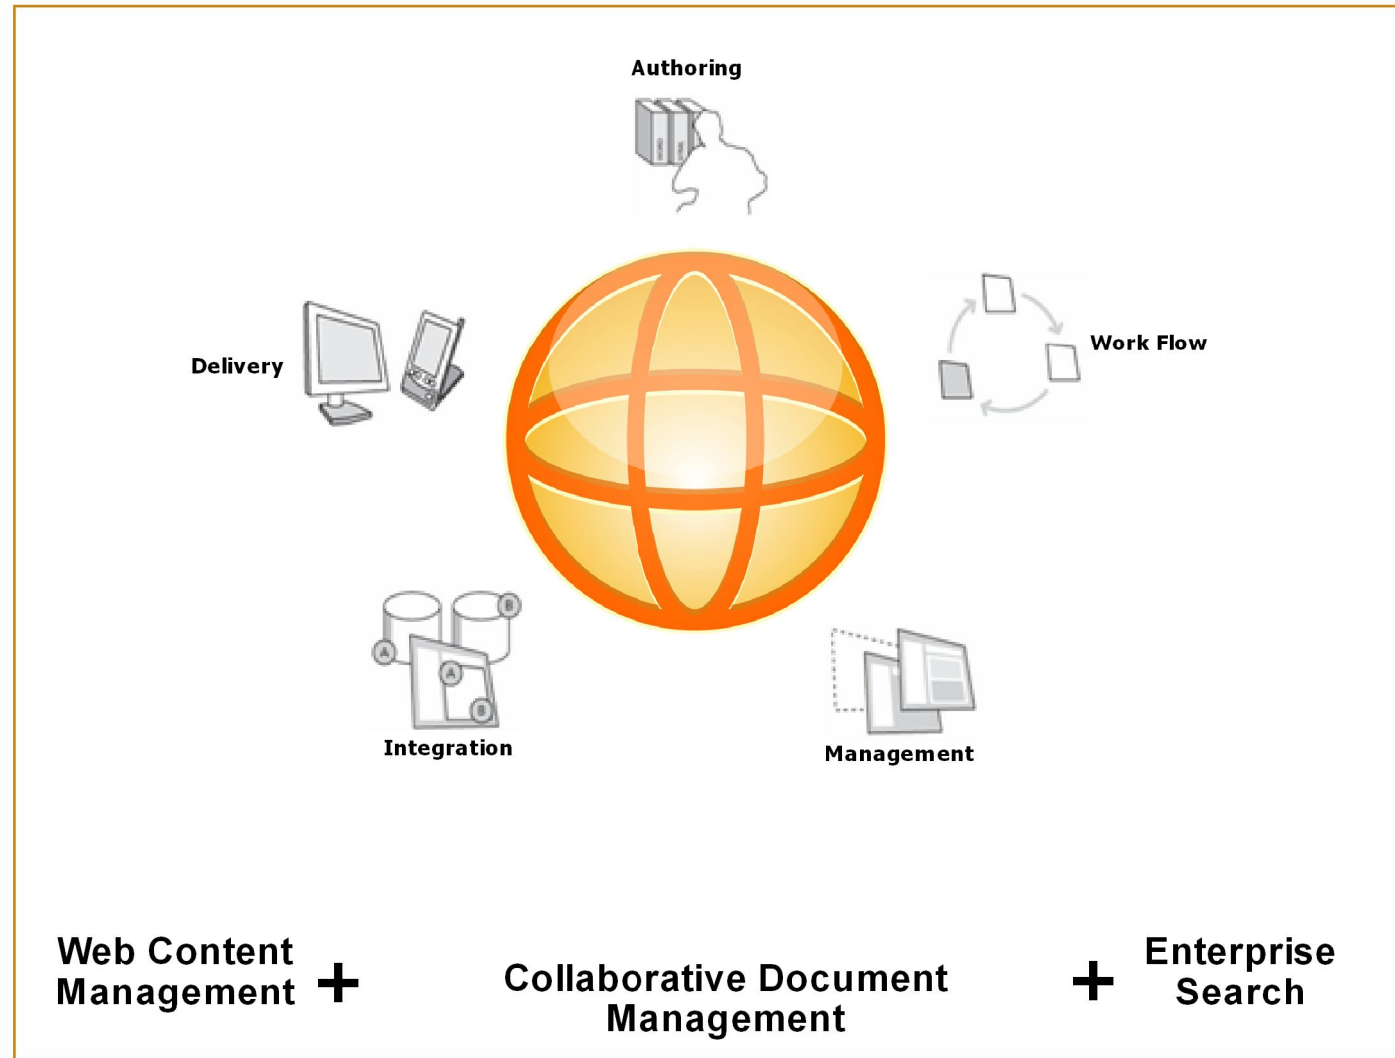 Authoring
Work Flow
Delivery
B
A
A
B
Integration
Management
Web Content
Management
+
Collaborative Document
Management
+
Enterprise
Search